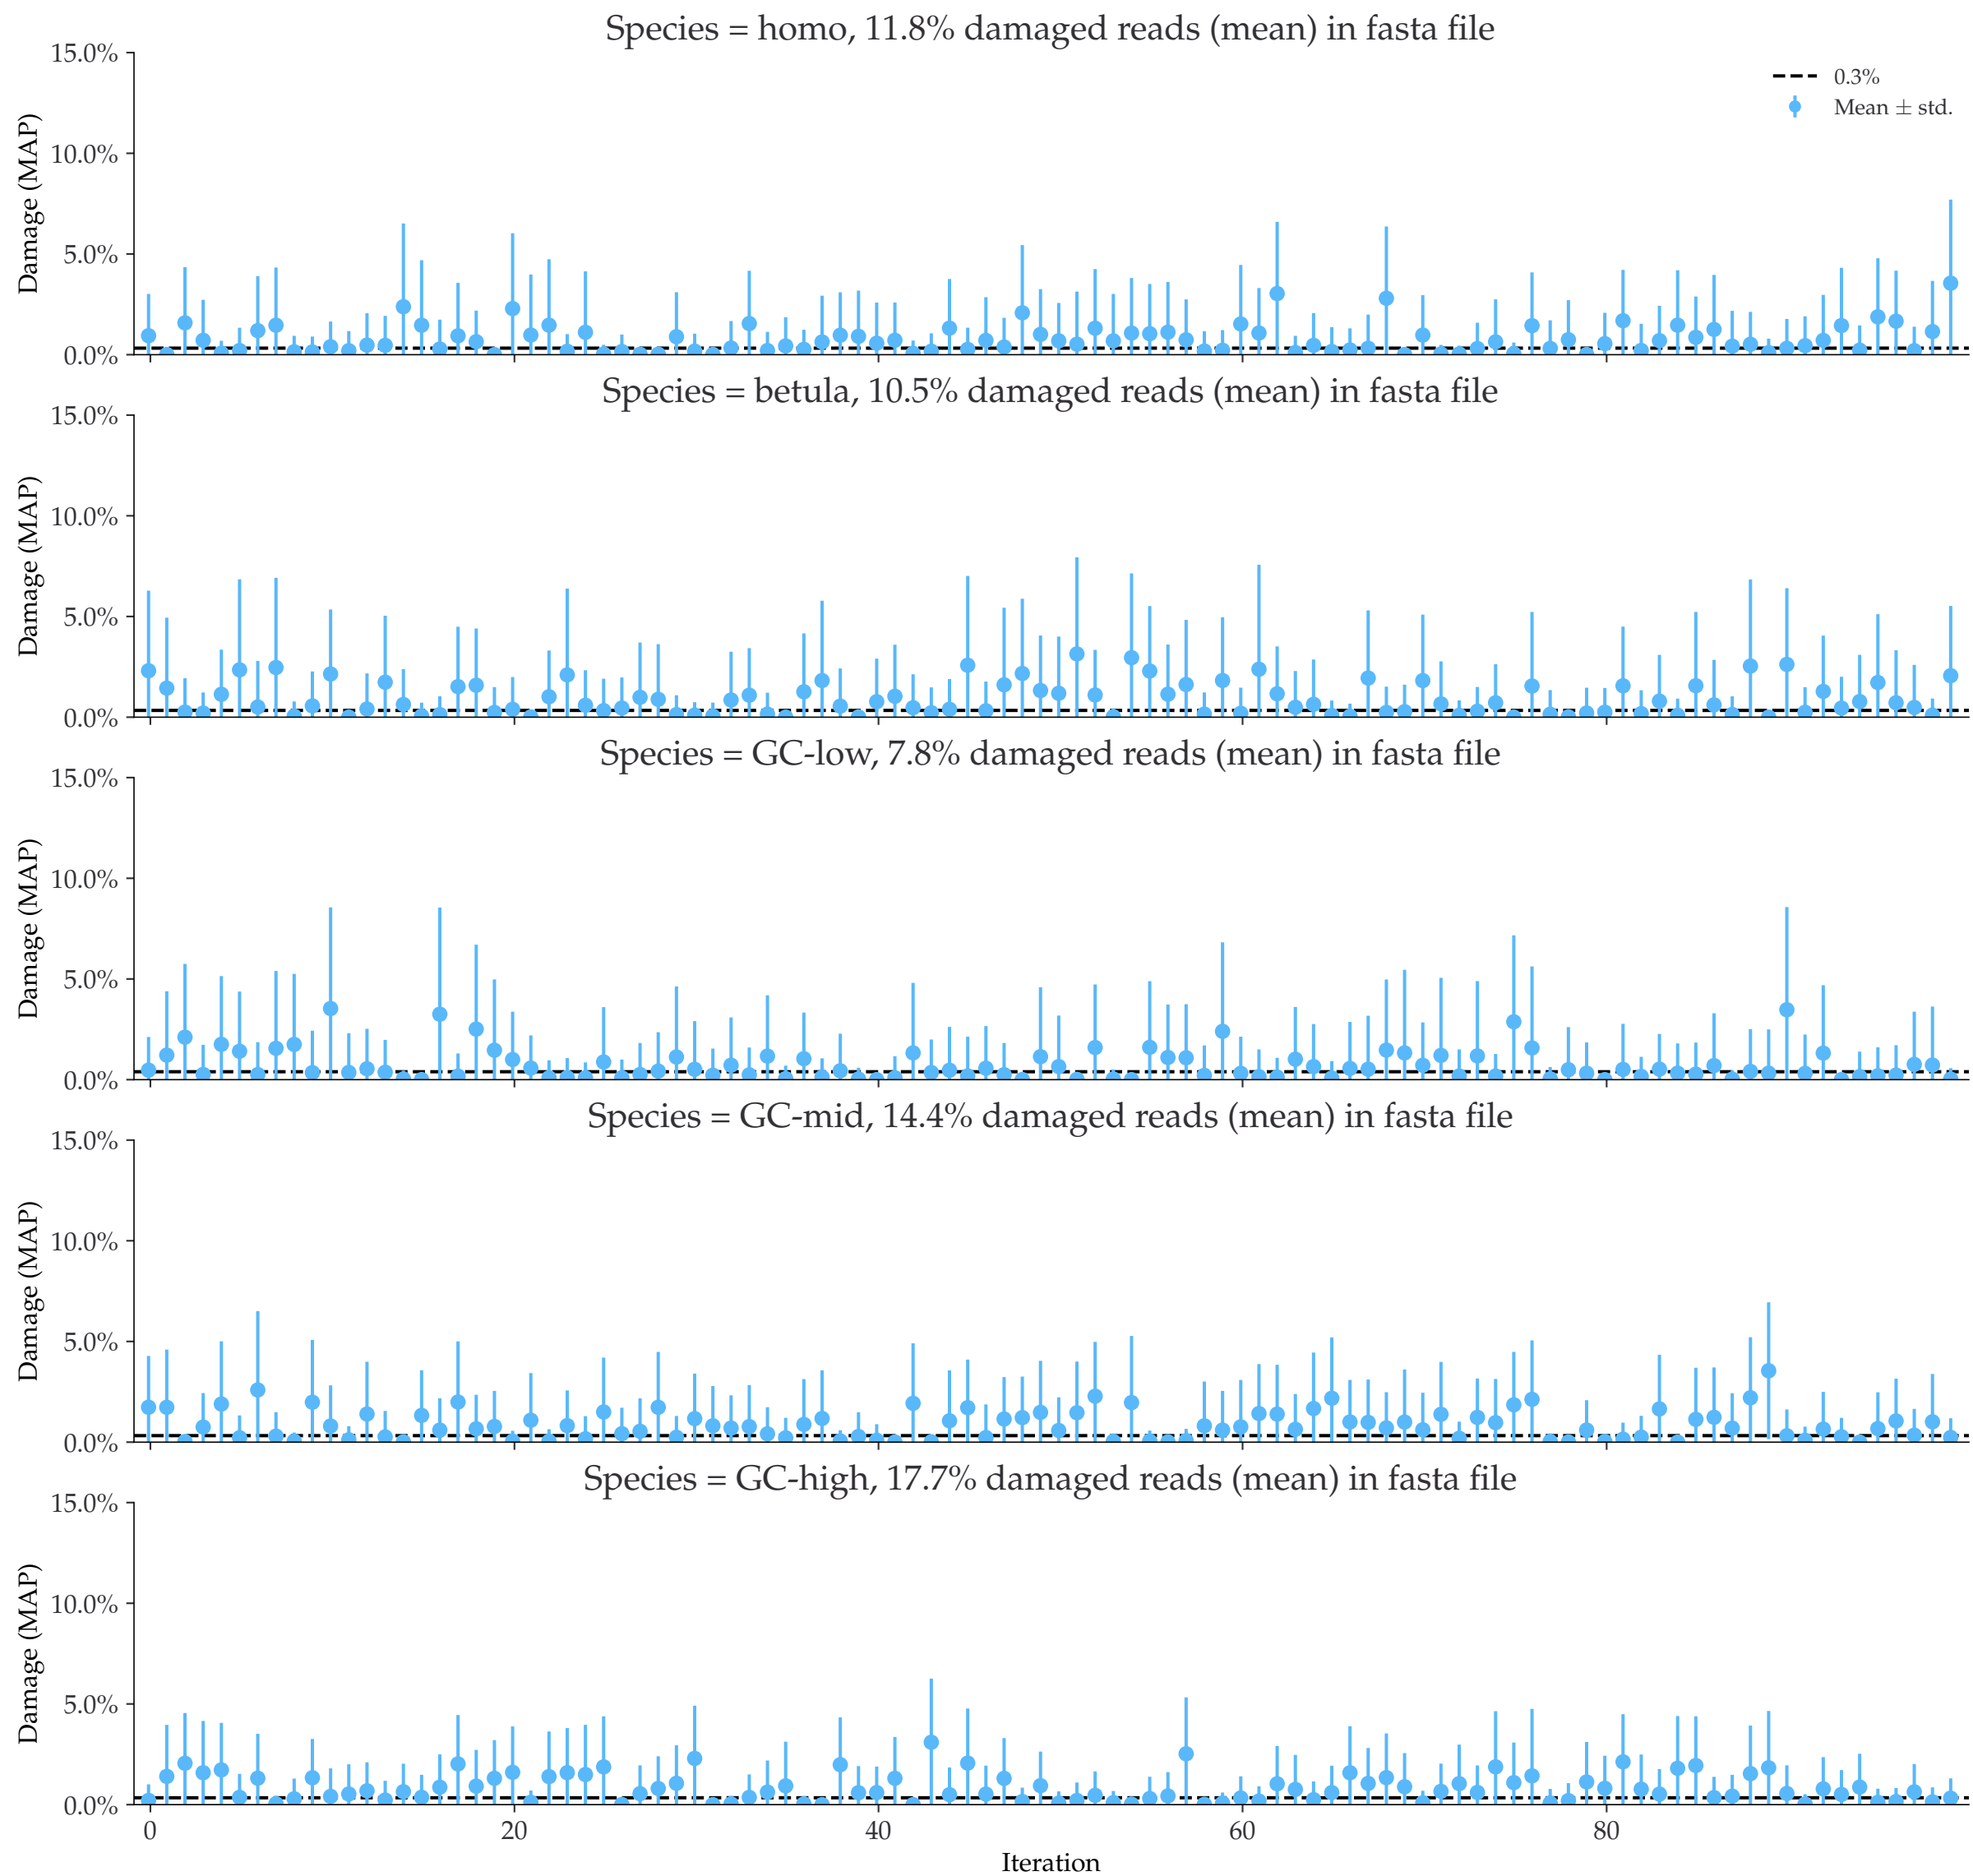 Species = homo, 11.8% damaged reads (mean) in fasta file
15.0%
10.0%
5.0%
0.0%
Damage (MAP)
0.3%
Mean ± std.
Species = betula, 10.5% damaged reads (mean) in fasta file
15.0%
10.0%
5.0%
0.0%
Damage (MAP)
Species = GC-low, 7.8% damaged reads (mean) in fasta file
15.0%
10.0%
5.0%
0.0%
Damage (MAP)
Species = GC-mid, 14.4% damaged reads (mean) in fasta file
15.0%
10.0%
5.0%
0.0%
Damage (MAP)
Species = GC-high, 17.7% damaged reads (mean) in fasta file
15.0%
10.0%
5.0%
0.0%
Damage (MAP)
0 20 40 60 80
Iteration